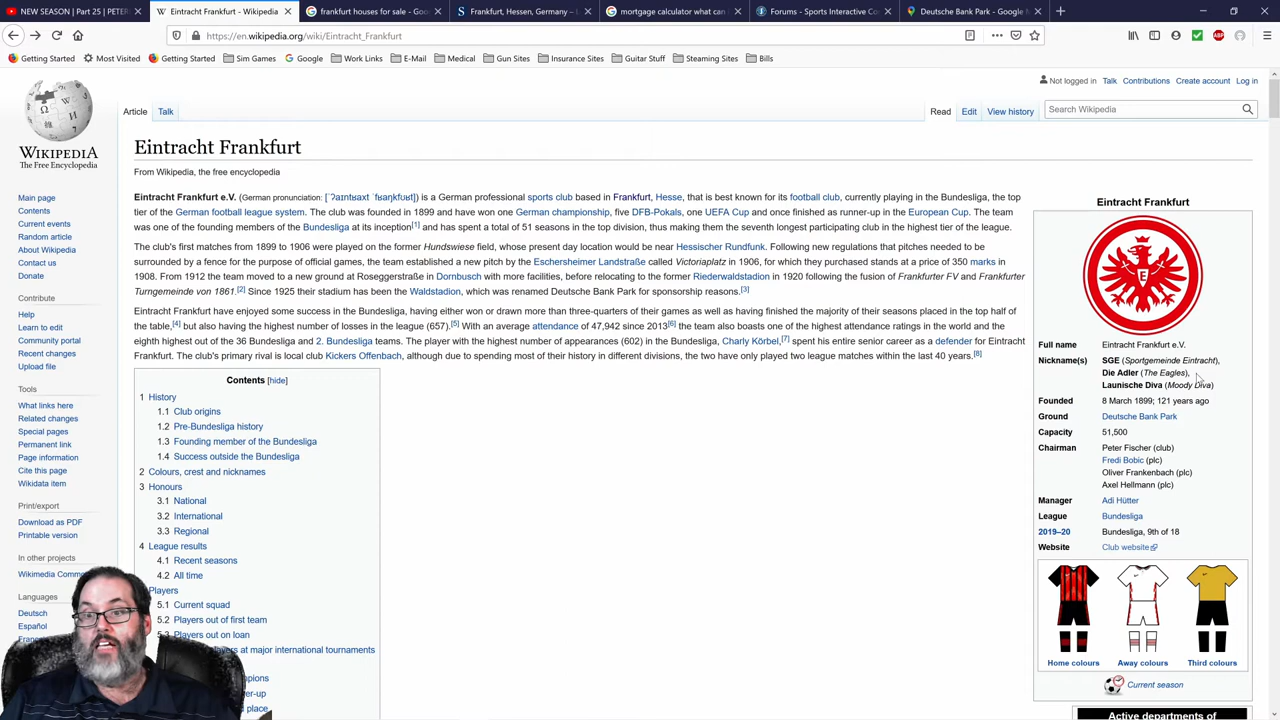 NEW SEASON | Part 25 | PETER
Eintracht Frankfurt - Wikipedia
frankfurt houses for sale - Goog
Frankfurt, Hessen, Germany – L
mortgage calculator what can
Forums - Sports Interactive Co
Deutsche Bank Park - Google
https://en.wikipedia.org/wiki/Eintracht_Frankfurt
Getting Started Most Visited Getting Started Sim Games Google Work Links E-Mail Medical Gun Sites Insurance Sites Guitar Stuff Steaming Sites Bills
Not logged in Talk Contributions Create account Log in
Article Talk Read Edit View history Search Wikipedia
WIKIPEDIA
The Free Encyclopedia
Main page
Contents
Current events
Random article
About Wikipedia
Contact us
Donate
Contribute
Help
Learn to edit
Community portal
Recent changes
Upload file
Tools
What links here
Related changes
Special pages
Permanent link
Page information
Cite this page
Wikidata item
Print/export
Download as PDF
Printable version
In other projects
Wikimedia Comm
Languages
Deutsch
Español
Eintracht Frankfurt
From Wikipedia, the free encyclopedia
Eintracht Frankfurt e.V. (German pronunciation: [ˈʔaɪntʁaxt ˈfʁaŋkfʊɐt]) is a German professional sports club based in Frankfurt, Hesse, that is best known for its football club, currently playing in the Bundesliga, the top
tier of the German football league system. The club was founded in 1899 and have won one German championship, five DFB-Pokals, one UEFA Cup and once finished as runner-up in the European Cup. The team
was one of the founding members of the Bundesliga at its inception[1] and has spent a total of 51 seasons in the top division, thus making them the seventh longest participating club in the highest tier of the league.
The club's first matches from 1899 to 1906 were played on the former Hundswiese field, whose present day location would be near Hessischer Rundfunk. Following new regulations that pitches needed to be
surrounded by a fence for the purpose of official games, the team established a new pitch by the Eschersheimer Landstraße called Victoriaplatz in 1906, for which they purchased stands at a price of 350 marks in
1908. From 1912 the team moved to a new ground at Roseggerstraße in Dornbusch with more facilities, before relocating to the former Riederwaldstadion in 1920 following the fusion of Frankfurter FV and Frankfurter
Turngemeinde von 1861.[2] Since 1925 their stadium has been the Waldstadion, which was renamed Deutsche Bank Park for sponsorship reasons.[3]
Eintracht Frankfurt have enjoyed some success in the Bundesliga, having either won or drawn more than three-quarters of their games as well as having finished the majority of their seasons placed in the top half of
the table,[4] but also having the highest number of losses in the league (657).[5] With an average attendance of 47,942 since 2013[6] the team also boasts one of the highest attendance ratings in the world and the
eighth highest out of the 36 Bundesliga and 2. Bundesliga teams. The player with the highest number of appearances (602) in the Bundesliga, Charly Körbel,[7] spent his entire senior career as a defender for Eintracht
Frankfurt. The club's primary rival is local club Kickers Offenbach, although due to spending most of their history in different divisions, the two have only played two league matches within the last 40 years.[8]
Contents [hide]
1 History
1.1 Club origins
1.2 Pre-Bundesliga history
1.3 Founding member of the Bundesliga
1.4 Success outside the Bundesliga
2 Colours, crest and nicknames
3 Honours
3.1 National
3.2 International
3.3 Regional
4 League results
4.1 Recent seasons
4.2 All time
Players
5.1 Current squad
5.2 Players out of first team
5.3 Players out on loan
players at major international tournaments
Eintracht Frankfurt
Full name Eintracht Frankfurt e.V.
Nickname(s) SGE (Sportgemeinde Eintracht),
Die Adler (The Eagles),
Launische Diva (Moody Diva)
Founded 8 March 1899; 121 years ago
Ground Deutsche Bank Park
Capacity 51,500
Chairman Peter Fischer (club)
Fredi Bobic (plc)
Oliver Frankenbach (plc)
Axel Hellmann (plc)
Manager Adi Hütter
League Bundesliga
2019–20 Bundesliga, 9th of 18
Website Club website
Home colours Away colours Third colours
Current season
Active departments of